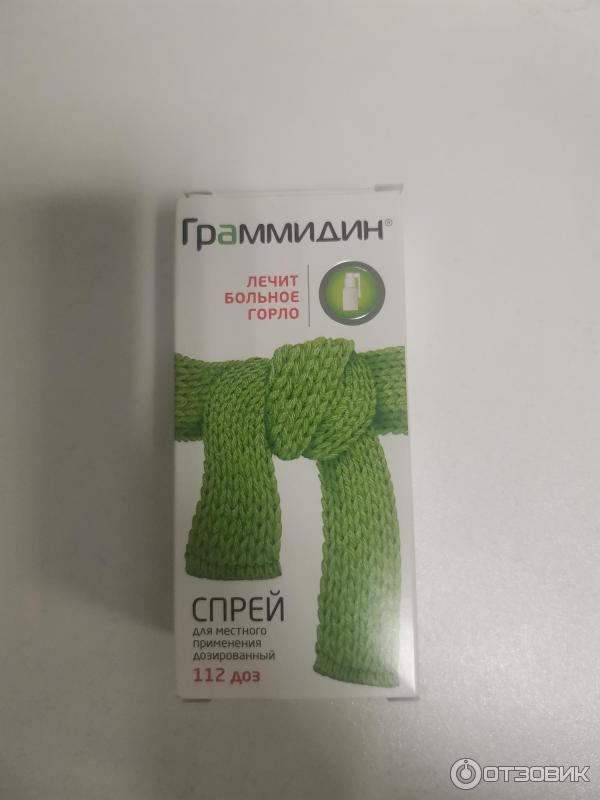 Граммидин®
ЛЕЧИТ
БОЛЬНОЕ
ГОРЛО
СПРЕЙ
для местного
применения
дозированный
112 доз
ОТЗОВИК